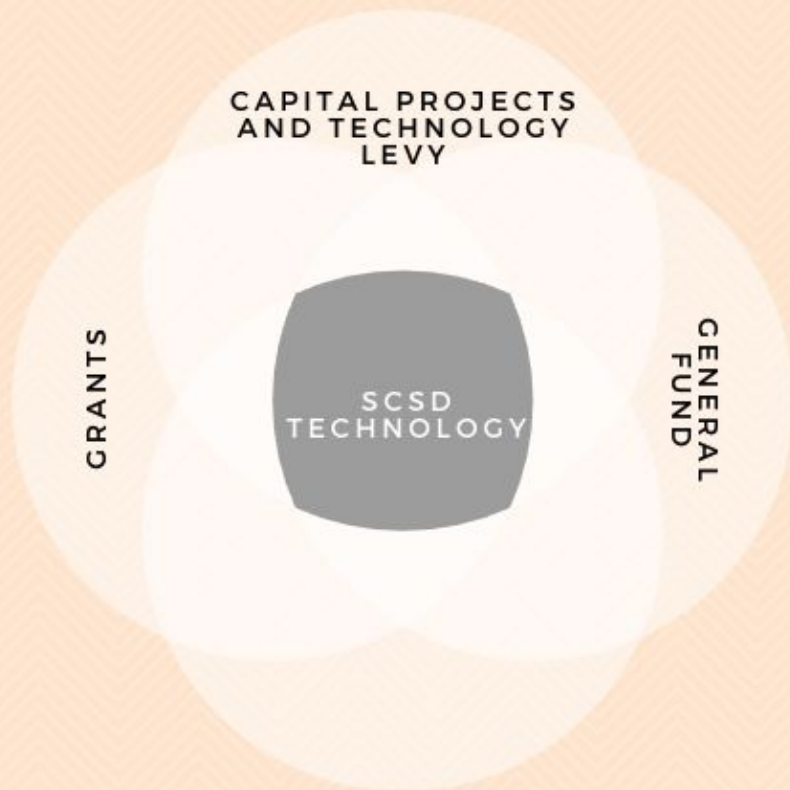 CAPITAL PROJECTS
AND TECHNOLOGY
LEVY
GRANTS
SCSD
TECHNOLOGY
GENERAL
FUND